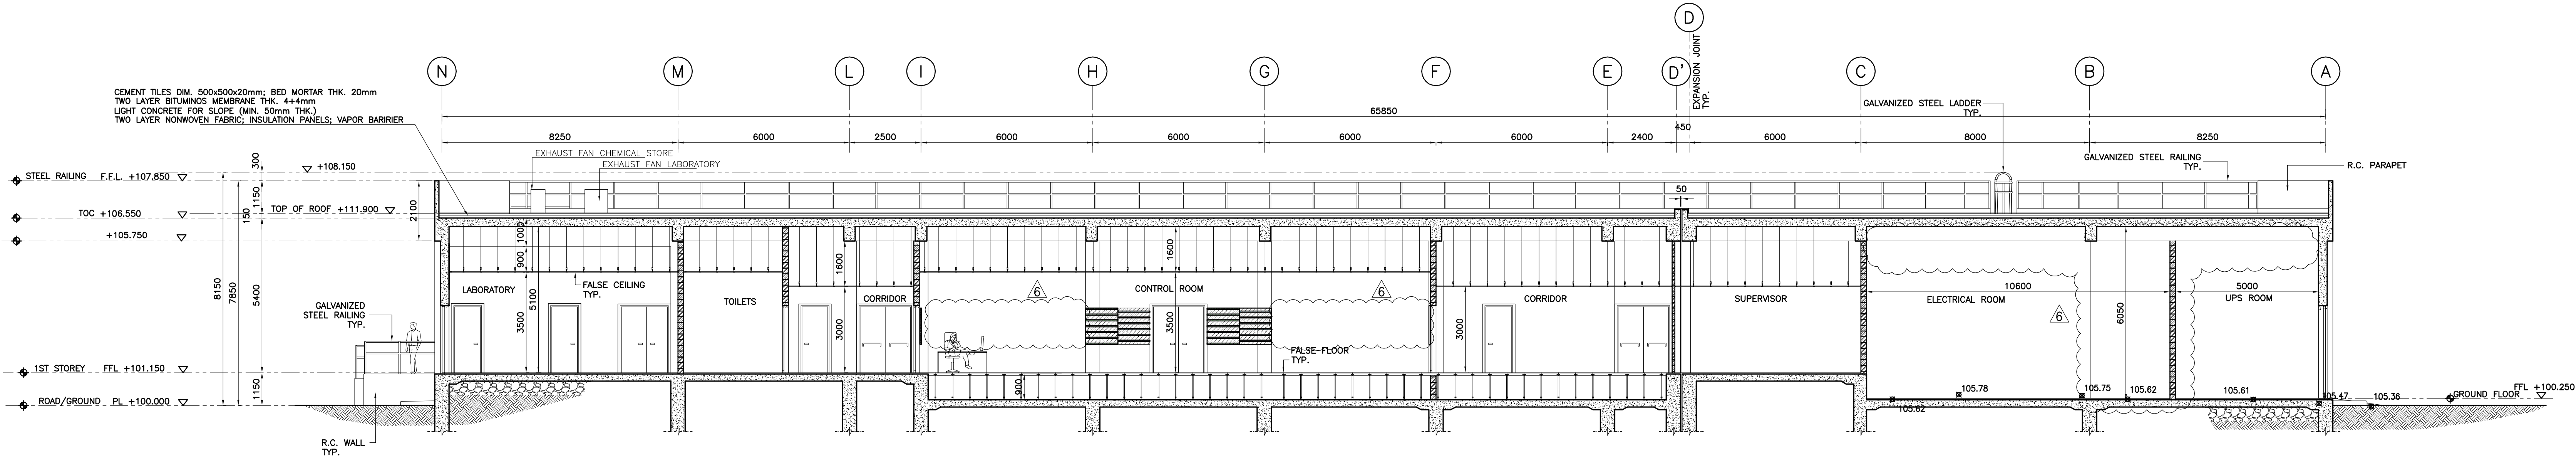 D
EXPANSION JOINT
TYP.
N
M
L
I
H
G
F
E
D'
C
B
A
CEMENT TILES DIM. 500x500x20mm; BED MORTAR THK. 20mm
TWO LAYER BITUMINOS MEMBRANE THK. 4+4mm
LIGHT CONCRETE FOR SLOPE (MIN. 50mm THK.)
TWO LAYER NONWOVEN FABRIC; INSULATION PANELS; VAPOR BARIRIER
65850
GALVANIZED STEEL LADDER
TYP.
8250
6000
2500
6000
6000
6000
6000
2400
450
6000
8000
8250
EXHAUST FAN CHEMICAL STORE
EXHAUST FAN LABORATORY
GALVANIZED STEEL RAILING
TYP.
R.C. PARAPET
300
+108.150
STEEL RAILING F.F.L. +107.850
1150
50
TOC +106.550
150
TOP OF ROOF +111.900
2100
+105.750
1000
900
1600
1600
8150
7850
5400
LABORATORY
FALSE CEILING
TYP.
5100
3500
TOILETS
3000
CORRIDOR
6
CONTROL ROOM
3500
6
CORRIDOR
3000
SUPERVISOR
10600
ELECTRICAL ROOM
6
6050
5000
UPS ROOM
GALVANIZED
STEEL RAILING
TYP.
FALSE FLOOR
TYP.
1ST STOREY FFL +101.150
1150
900
ROAD/GROUND PL +100.000
105.62
105.78
105.75
105.62
105.61
105.47
105.36
FFL +100.250
GROUND FLOOR
R.C. WALL
TYP.